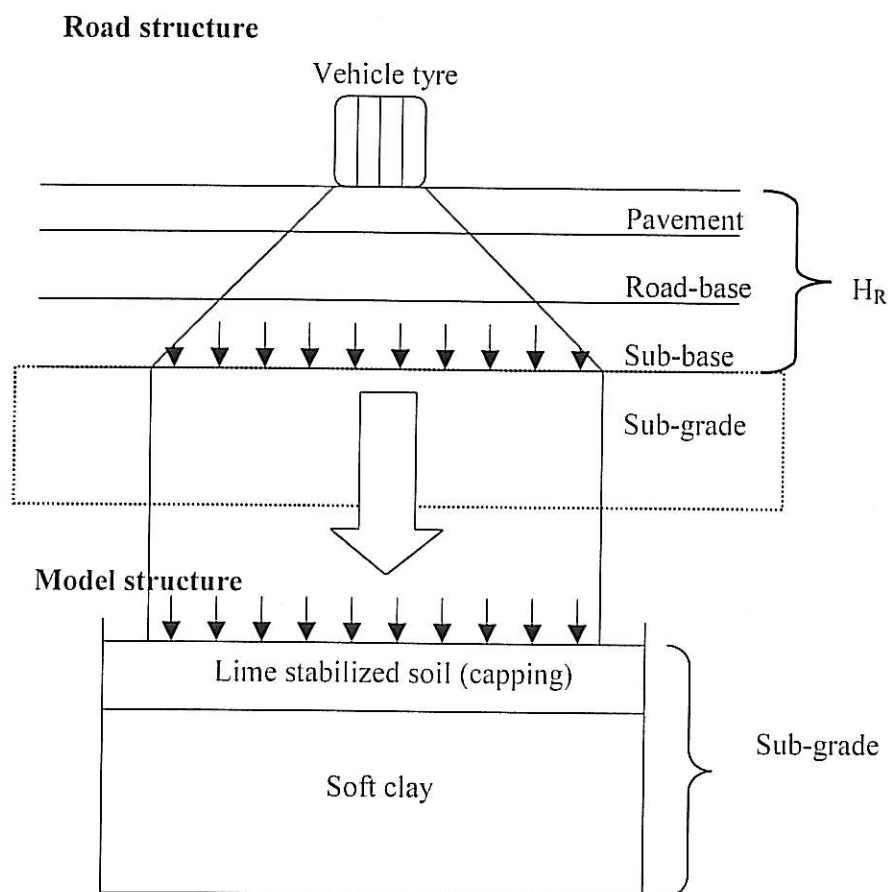 Road structure
Vehicle tyre
Pavement
Road-base
H_R
Sub-base
Sub-grade
Model structure
Lime stabilized soil (capping)
Sub-grade
Soft clay